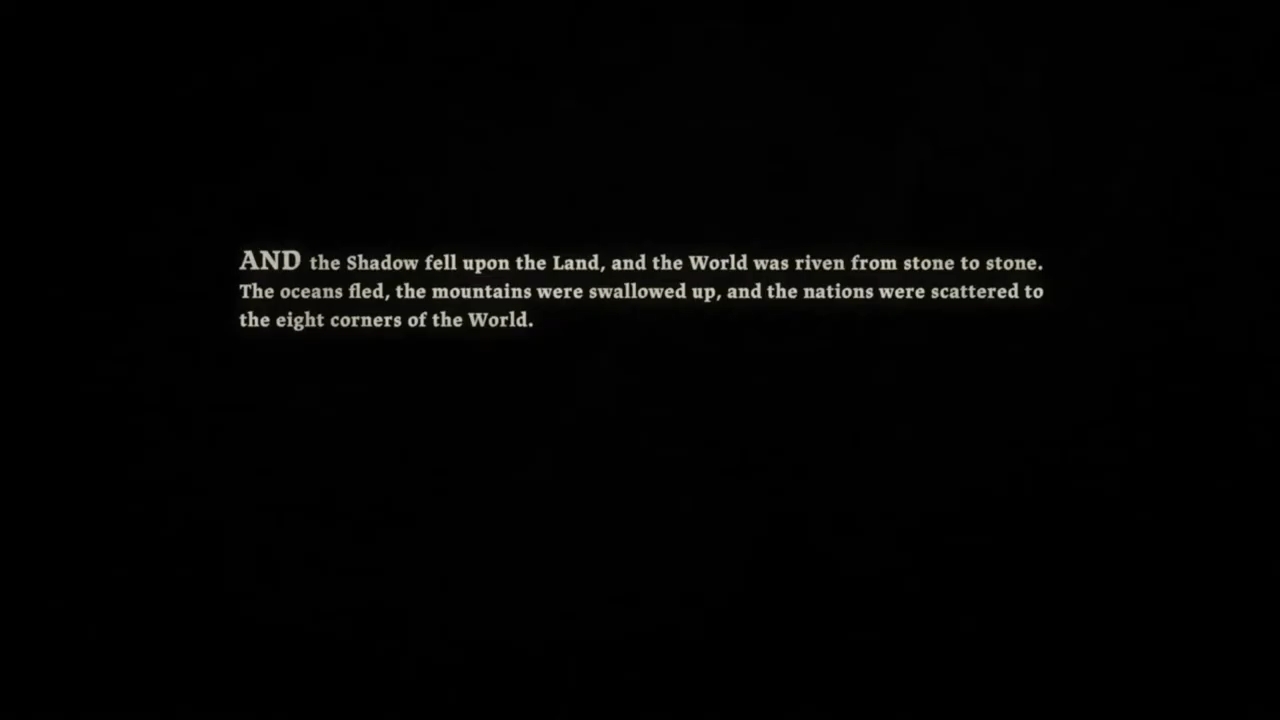 AND the Shadow fell upon the Land, and the World was riven from stone to stone.
The oceans fled, the mountains were swallowed up, and the nations were scattered to
the eight corners of the World.